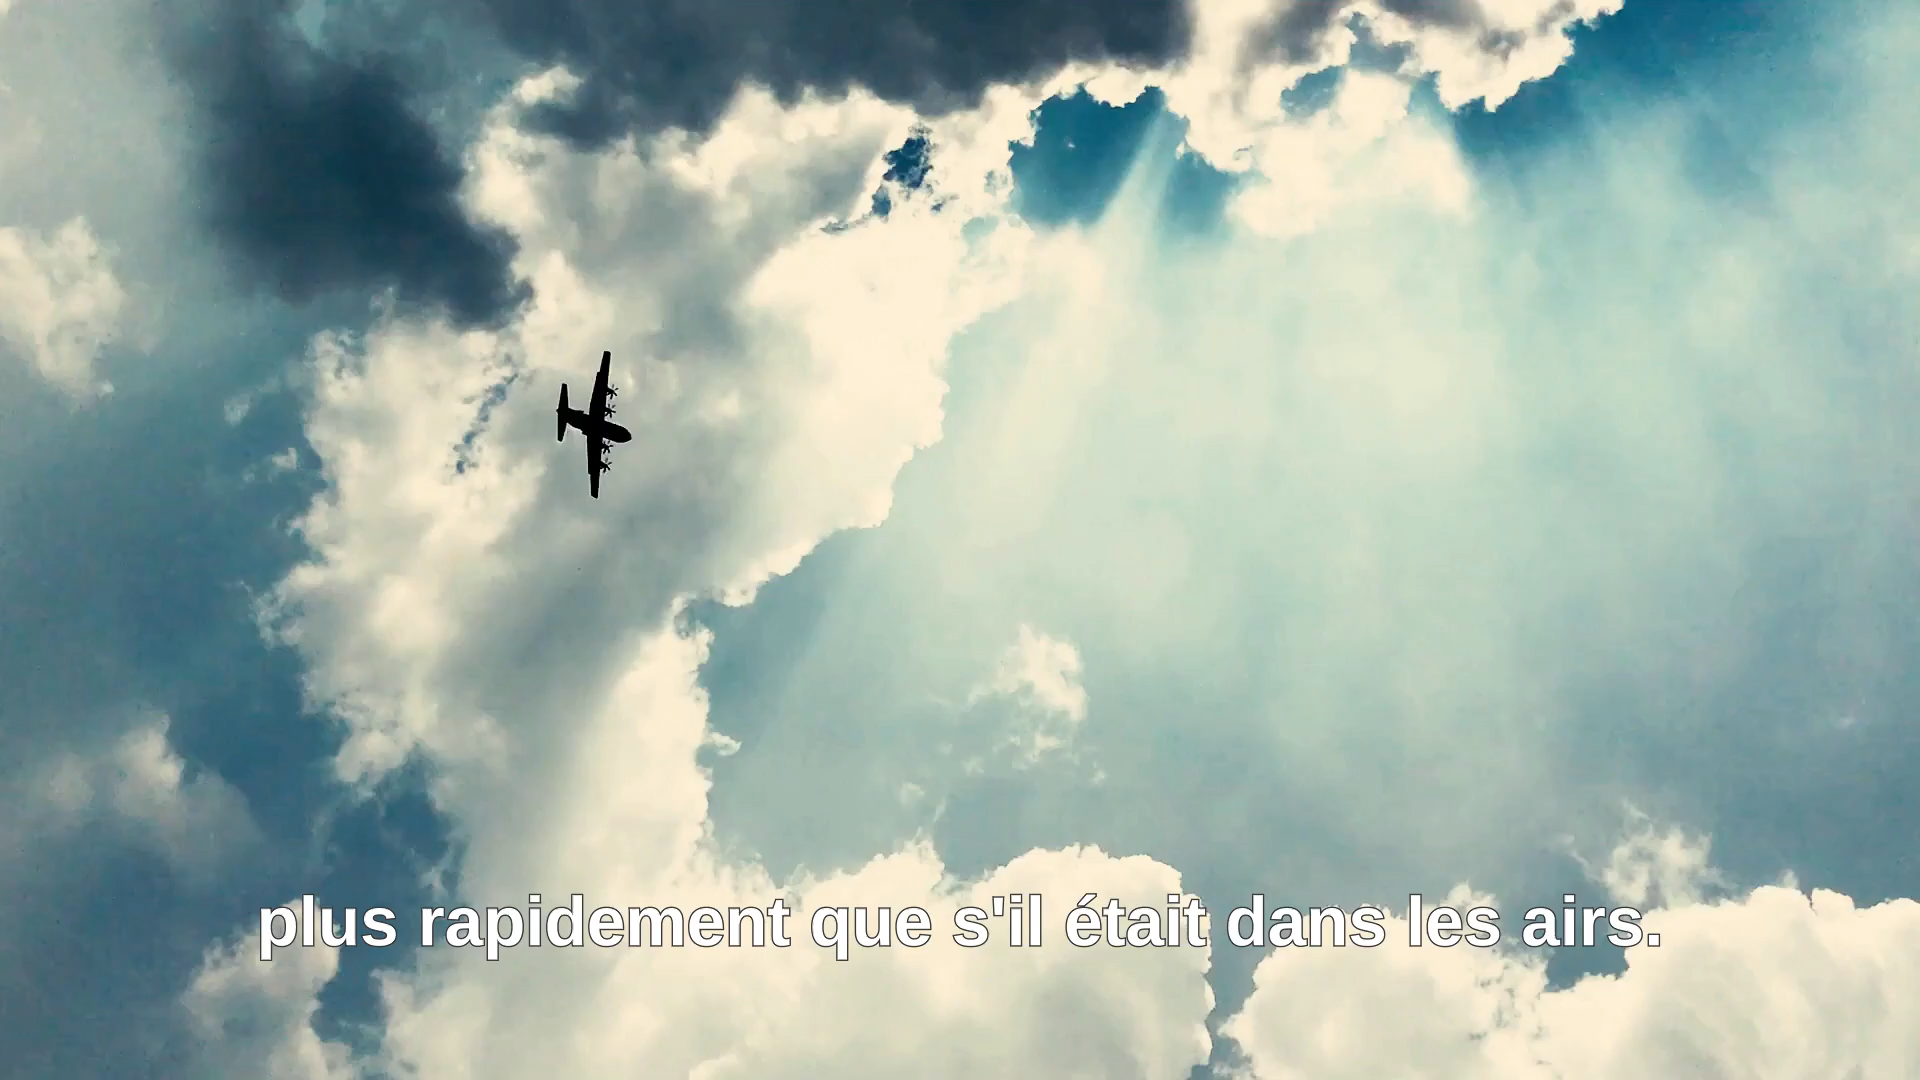 plus rapidement que s'il était dans les airs.